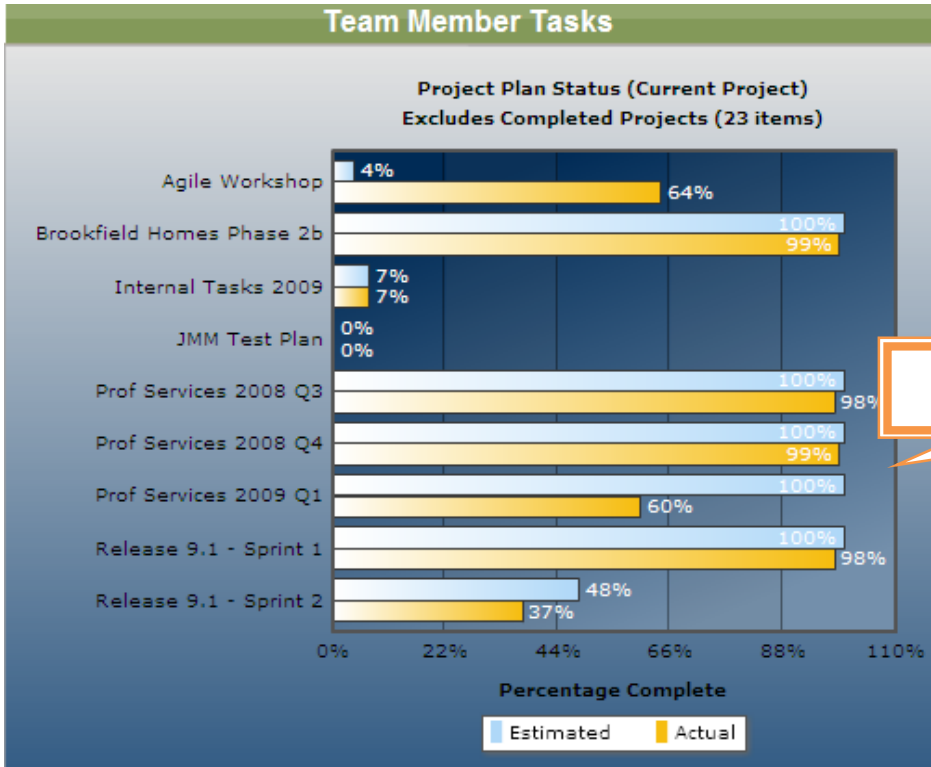 Team Member Tasks
Project Plan Status (Current Project)
Excludes Completed Projects (23 items)
Agile Workshop
4%
64%
Brookfield Homes Phase 2b
100%
99%
Internal Tasks 2009
7%
7%
JMM Test Plan
0%
0%
Prof Services 2008 Q3
100%
98%
Prof Services 2008 Q4
100%
99%
Prof Services 2009 Q1
100%
60%
Release 9.1 - Sprint 1
100%
98%
Release 9.1 - Sprint 2
48%
37%
0% 22% 44% 66% 88% 110%
Percentage Complete
Estimated Actual